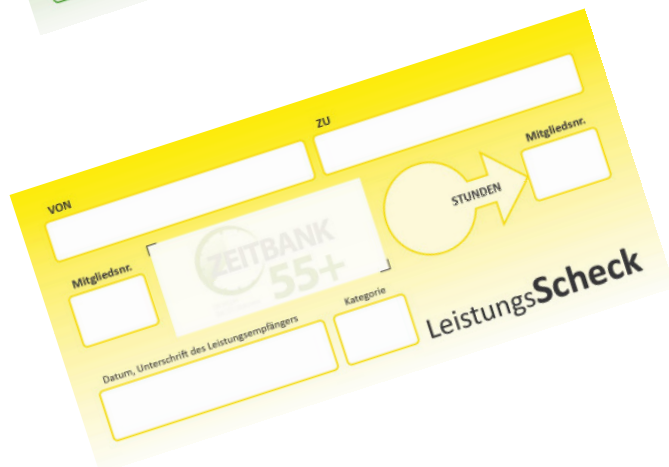 VON
ZU
Mitgliedsnr.
Mitgliedsnr.
STUNDEN
ZEITBANK
55+
Kategorie
Datum, Unterschrift des Leistungsempfängers
LeistungsScheck